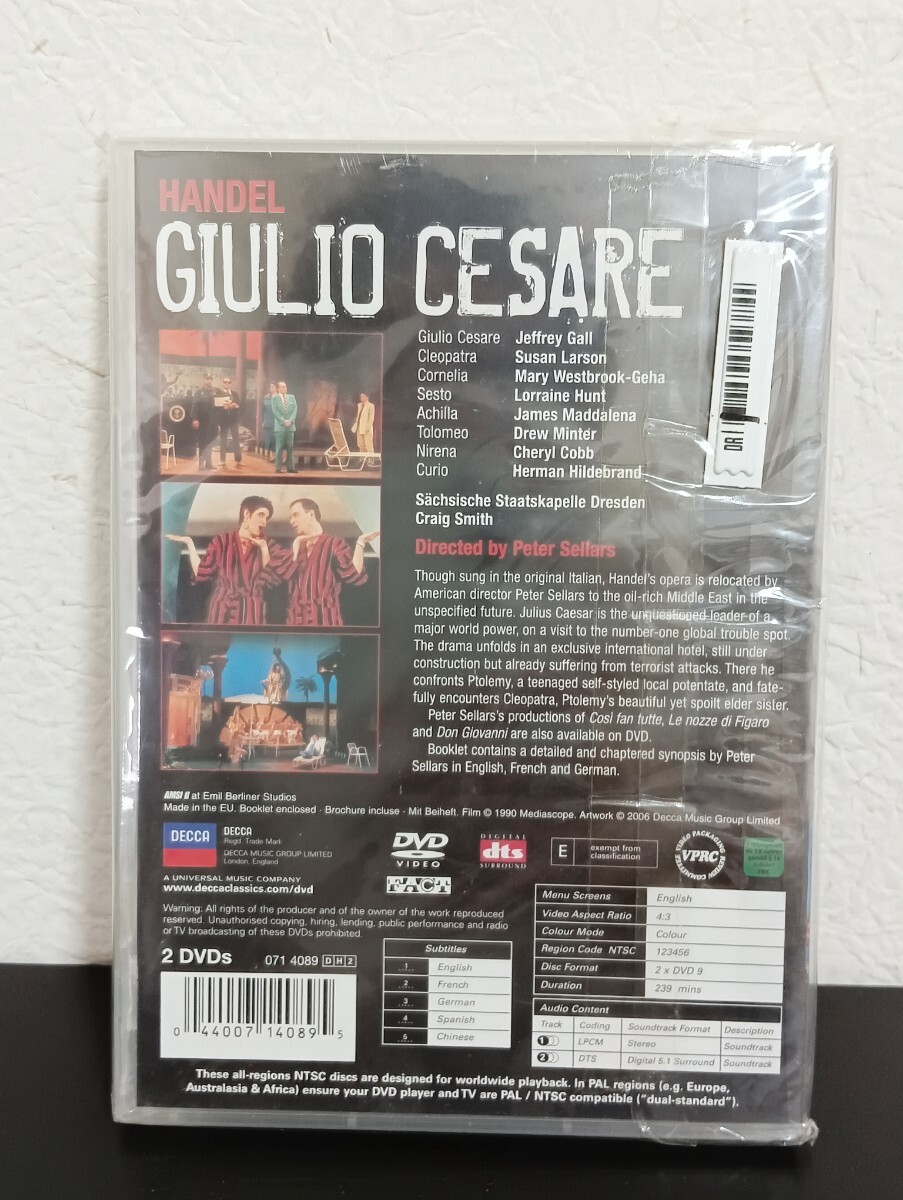 HANDEL
GIULIO CESARE
Giulio Cesare Jeffrey Gall
Cleopatra Susan Larson
Cornelia Mary Westbrook-Geha
Sesto Lorraine Hunt
Achilla James Maddalena
Tolomeo Drew Minter
Nirena Cheryl Cobb
Curio Herman Hildebrand
DRI
Sächsische Staatskapelle Dresden
Craig Smith
Directed by Peter Sellars
Though sung in the original Italian, Handel's opera is relocated by
American director Peter Sellars to the oil-rich Middle East in the
unspecified future. Julius Caesar is the unquestioned leader of a
major world power, on a visit to the number-one global trouble spot.
The drama unfolds in an exclusive international hotel, still under
construction but already suffering from terrorist attacks. There he
confronts Ptolemy, a teenaged self-styled local potentate, and fate-
fully encounters Cleopatra, Ptolemy's beautiful yet spoilt elder sister.
Peter Sellars's productions of Così fan tutte, Le nozze di Figaro
and Don Giovanni are also available on DVD.
Booklet contains a detailed and chaptered synopsis by Peter
Sellars in English, French and German.
AMSI II at Emil Berliner Studios
Made in the EU. Booklet enclosed · Brochure incluse · Mit Beiheft. Film © 1990 Mediascope. Artwork © 2006 Decca Music Group Limited
DECCA
DECCA
Regd. Trade Mark
DECCA MUSIC GROUP LIMITED
London, England
DVD
VIDEO
DIGITAL
dts
SURROUND
E exempt from
classification
VIDEO PACKAGING REVIEW COMMITTEE
VPRC
A UNIVERSAL MUSIC COMPANY
www.deccaclassics.com/dvd
FACT
Warning: All rights of the producer and of the owner of the work reproduced
reserved. Unauthorised copying, hiring, lending, public performance and radio
or TV broadcasting of these DVDs prohibited.
2 DVDs 071 4089 DH2
0 44007 14089 5
Subtitles
1 English
2 French
3 German
4 Spanish
5 Chinese
Menu Screens English
Video Aspect Ratio 4:3
Colour Mode Colour
Region Code NTSC 123456
Disc Format 2 x DVD 9
Duration 239 mins
Audio Content
Track Coding Soundtrack Format Description
1 LPCM Stereo Soundtrack
2 DTS Digital 5.1 Surround Soundtrack
These all-regions NTSC discs are designed for worldwide playback. In PAL regions (e.g. Europe,
Australasia & Africa) ensure your DVD player and TV are PAL / NTSC compatible ("dual-standard").